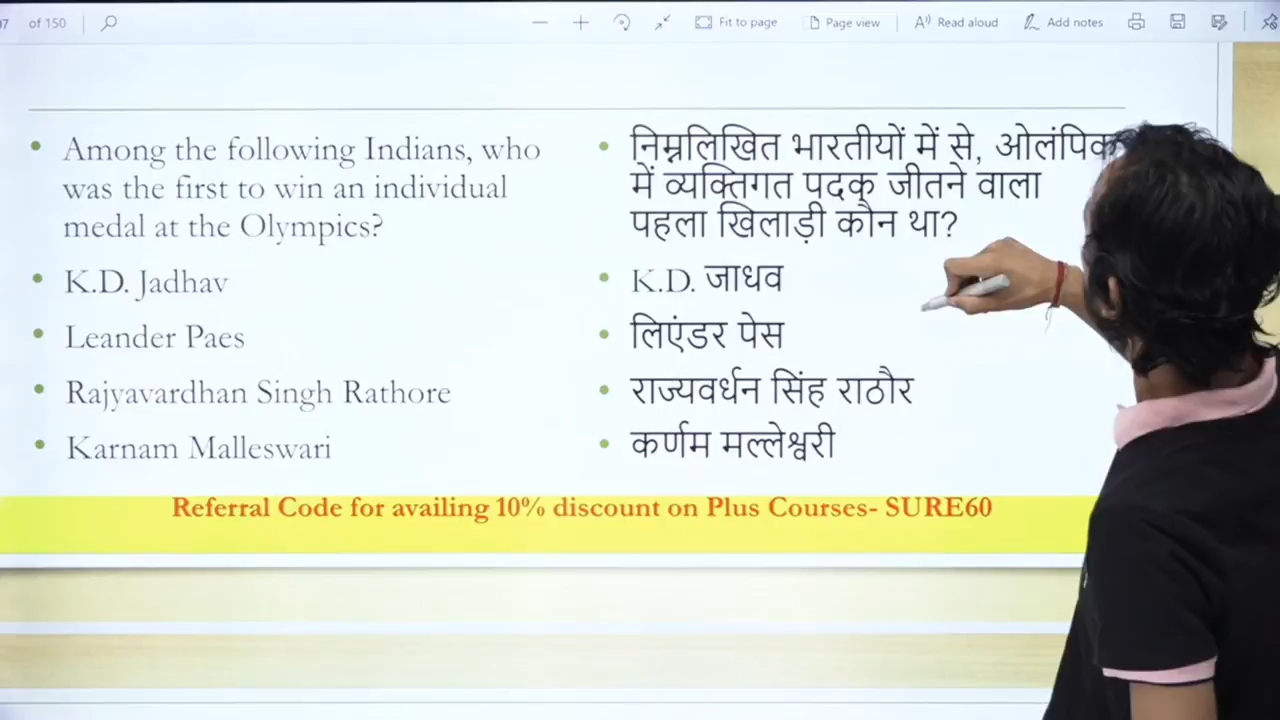 of 150
Fit to page
Page view
Read aloud
Add notes
Among the following Indians, who
was the first to win an individual
medal at the Olympics?
K.D. Jadhav
Leander Paes
Rajyavardhan Singh Rathore
Karnam Malleswari
निम्नलिखित भारतीयों में से, ओलंपिक
में व्यक्तिगत पदक जीतने वाला
पहला खिलाड़ी कौन था?
K.D. जाधव
लिएंडर पेस
राज्यवर्धन सिंह राठौर
कर्णम मल्लेश्वरी
Referral Code for availing 10% discount on Plus Courses- SURE60